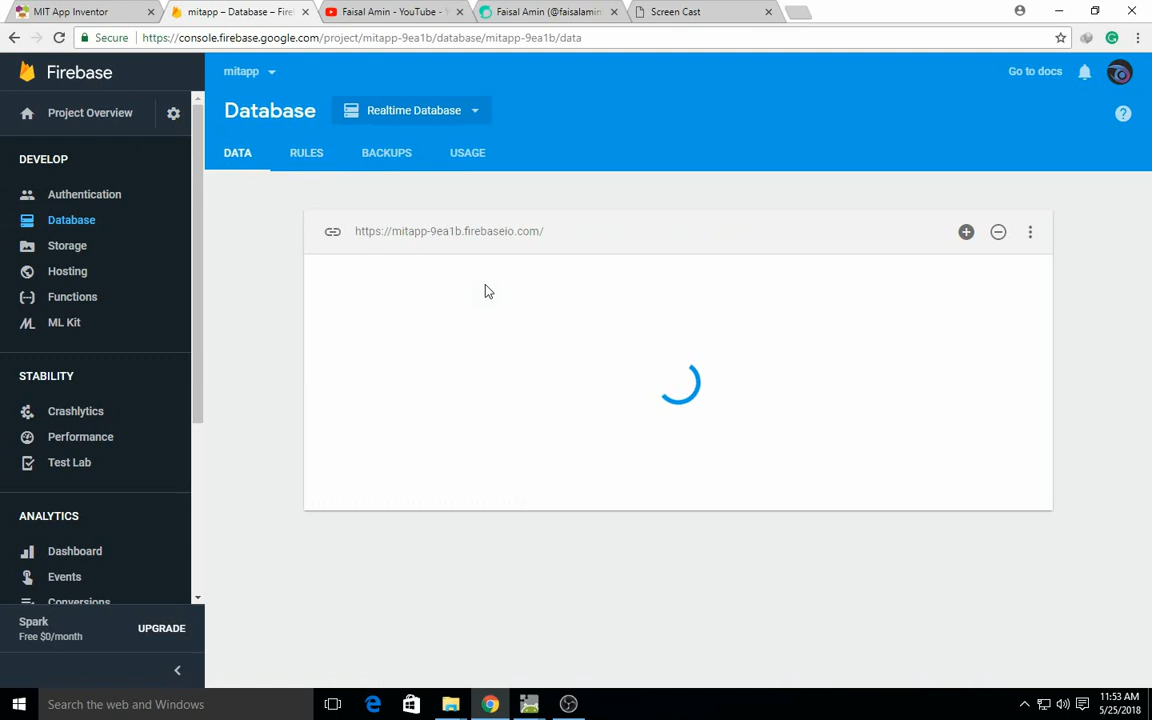 MIT App Inventor
mitapp – Database – Fire
Faisal Amin - YouTube -
Faisal Amin (@faisalamin
Screen Cast
Secure
https://console.firebase.google.com/project/mitapp-9ea1b/database/mitapp-9ea1b/data
Firebase
mitapp
Go to docs
Project Overview
Database
Realtime Database
DATA
RULES
BACKUPS
USAGE
DEVELOP
Authentication
Database
Storage
Hosting
Functions
ML Kit
https://mitapp-9ea1b.firebaseio.com/
STABILITY
Crashlytics
Performance
Test Lab
ANALYTICS
Dashboard
Events
Conversions
Spark
Free $0/month
UPGRADE
Search the web and Windows
11:53 AM
5/25/2018